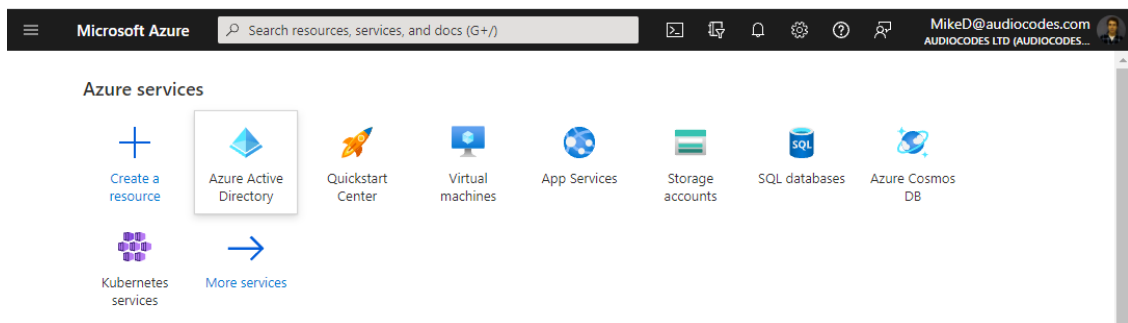 Microsoft Azure
Search resources, services, and docs (G+/)
MikeD@audiocodes.com
AUDIOCODES LTD (AUDIOCODES...
Azure services
Create a
resource
Azure Active
Directory
Quickstart
Center
Virtual
machines
App Services
Storage
accounts
SQL
SQL databases
Azure Cosmos
DB
Kubernetes
services
More services